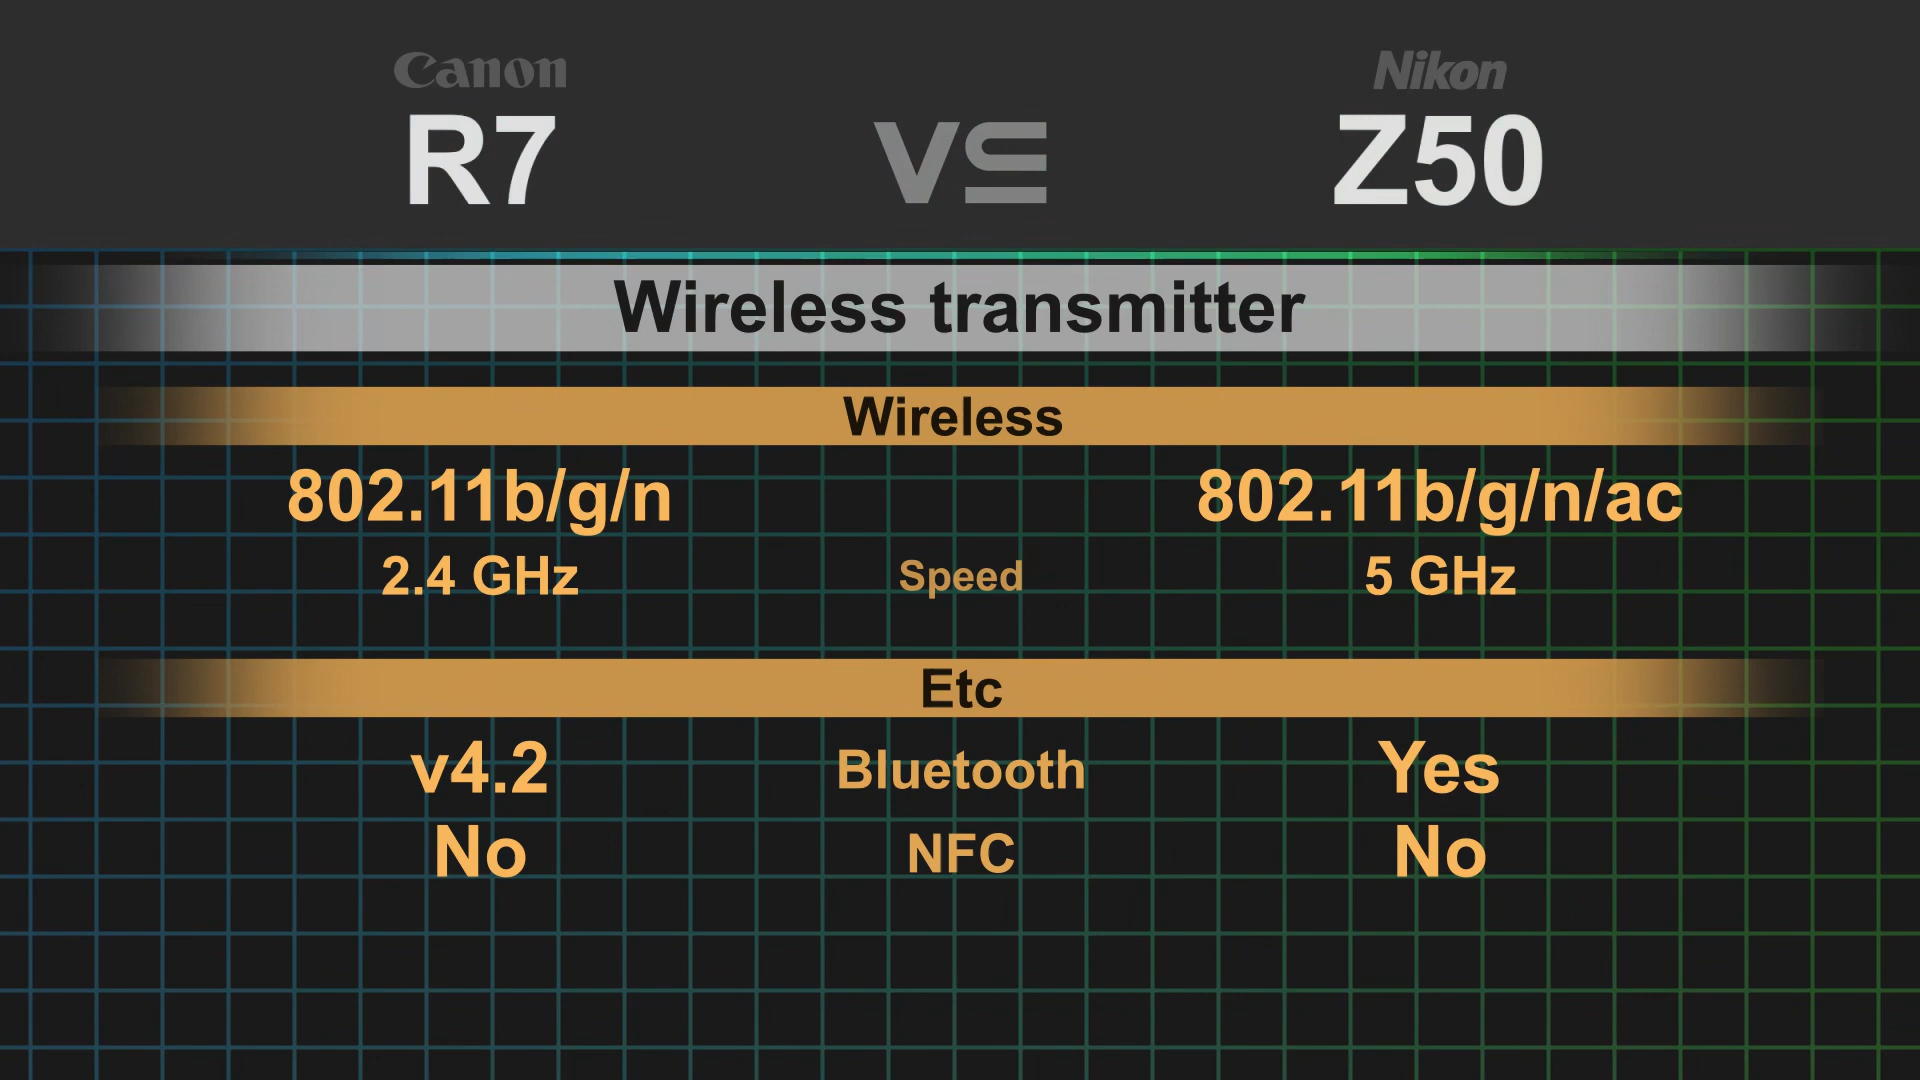 Canon
R7
VS
Nikon
Z50
Wireless transmitter
Wireless
802.11b/g/n
802.11b/g/n/ac
2.4 GHz
Speed
5 GHz
Etc
v4.2
Bluetooth
Yes
No
NFC
No